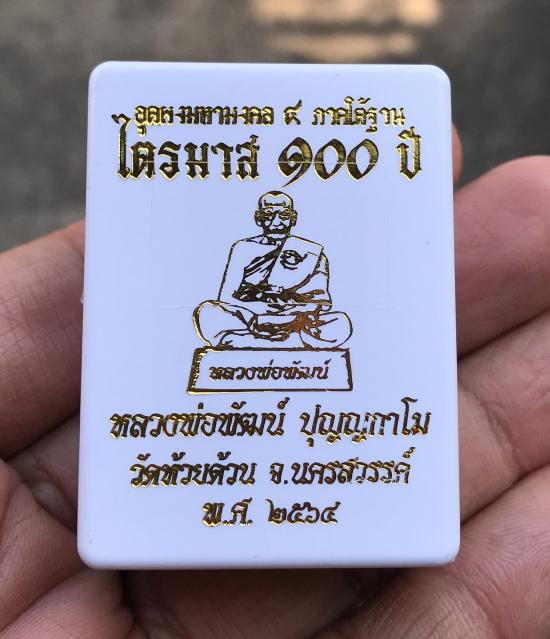 อุดผงมหามงคล ๙ ภาคใต้ฐาน
ไตรมาส ๑๐๐ ปี
หลวงพ่อพัฒน์
หลวงพ่อพัฒน์ ปุญญกาโม
วัดห้วยด้วน จ.นครสวรรค์
พ.ศ. ๒๕๖๔